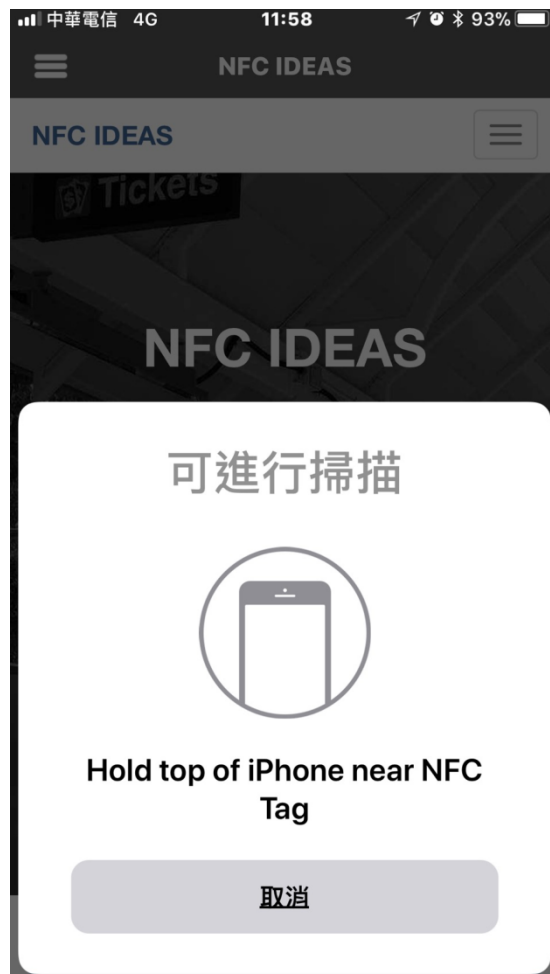 中華電信 4G 11:58 93%
NFC IDEAS
NFC IDEAS
Tickets
NFC IDEAS
可進行掃描
Hold top of iPhone near NFC
Tag
取消